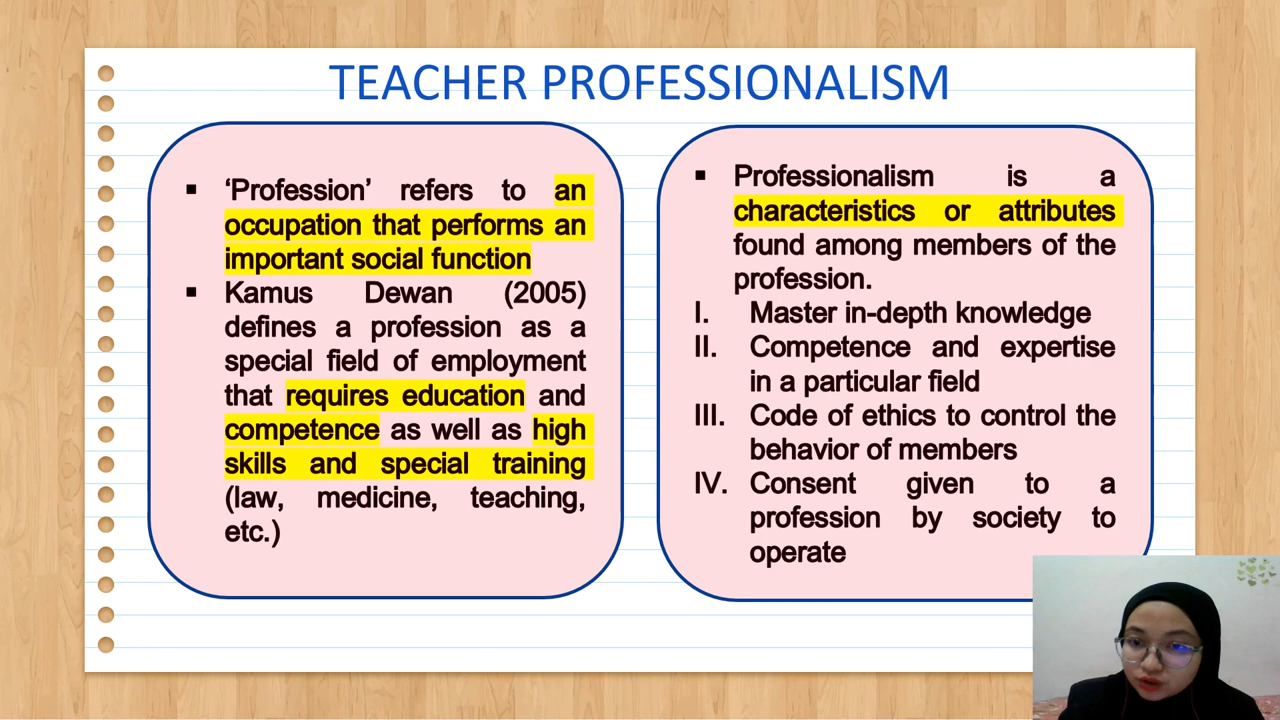 TEACHER PROFESSIONALISM
▪ ‘Profession’ refers to an
occupation that performs an
important social function
▪ Kamus Dewan (2005)
defines a profession as a
special field of employment
that requires education and
competence as well as high
skills and special training
(law, medicine, teaching,
etc.)
▪ Professionalism is a
characteristics or attributes
found among members of the
profession.
I. Master in-depth knowledge
II. Competence and expertise
in a particular field
III. Code of ethics to control the
behavior of members
IV. Consent given to a
profession by society to
operate